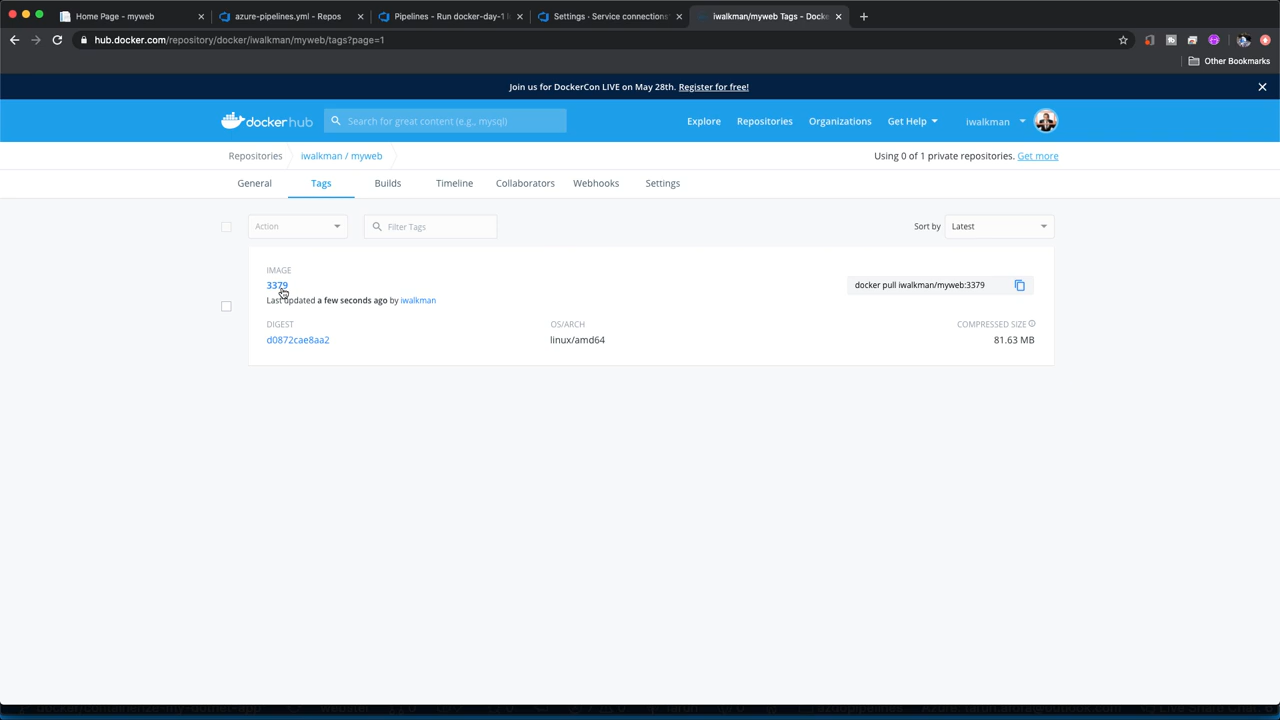 Home Page - myweb
azure-pipelines.yml - Repos
Pipelines - Run docker-day-1
Settings · Service connections
iwalkman/myweb Tags - Docke
hub.docker.com/repository/docker/iwalkman/myweb/tags?page=1
Other Bookmarks
Join us for DockerCon LIVE on May 28th. Register for free!
dockerhub
Search for great content (e.g., mysql)
Explore
Repositories
Organizations
Get Help
iwalkman
Repositories
iwalkman / myweb
Using 0 of 1 private repositories. Get more
General
Tags
Builds
Timeline
Collaborators
Webhooks
Settings
Action
Filter Tags
Sort by
Latest
IMAGE
3379
docker pull iwalkman/myweb:3379
Last updated a few seconds ago by iwalkman
DIGEST
OS/ARCH
COMPRESSED SIZE
d0872cae8aa2
linux/amd64
81.63 MB